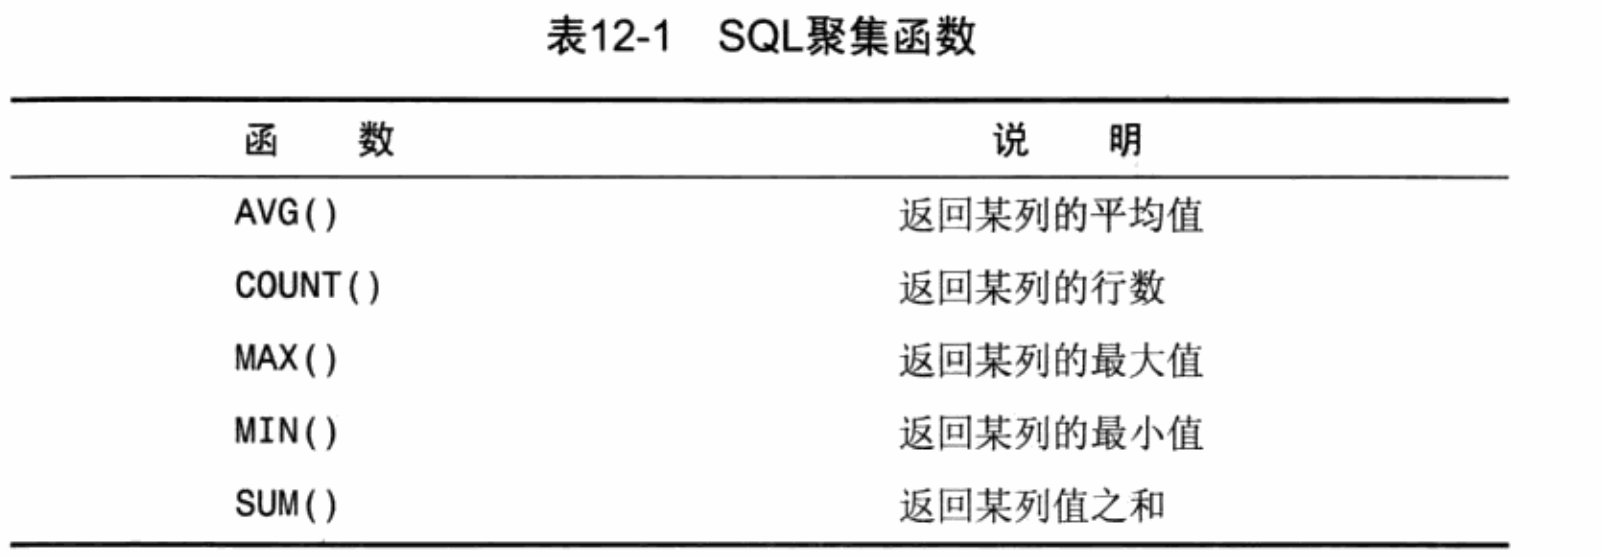 表12-1 SQL聚集函数
函 数 说 明
AVG() 返回某列的平均值
COUNT() 返回某列的行数
MAX() 返回某列的最大值
MIN() 返回某列的最小值
SUM() 返回某列值之和